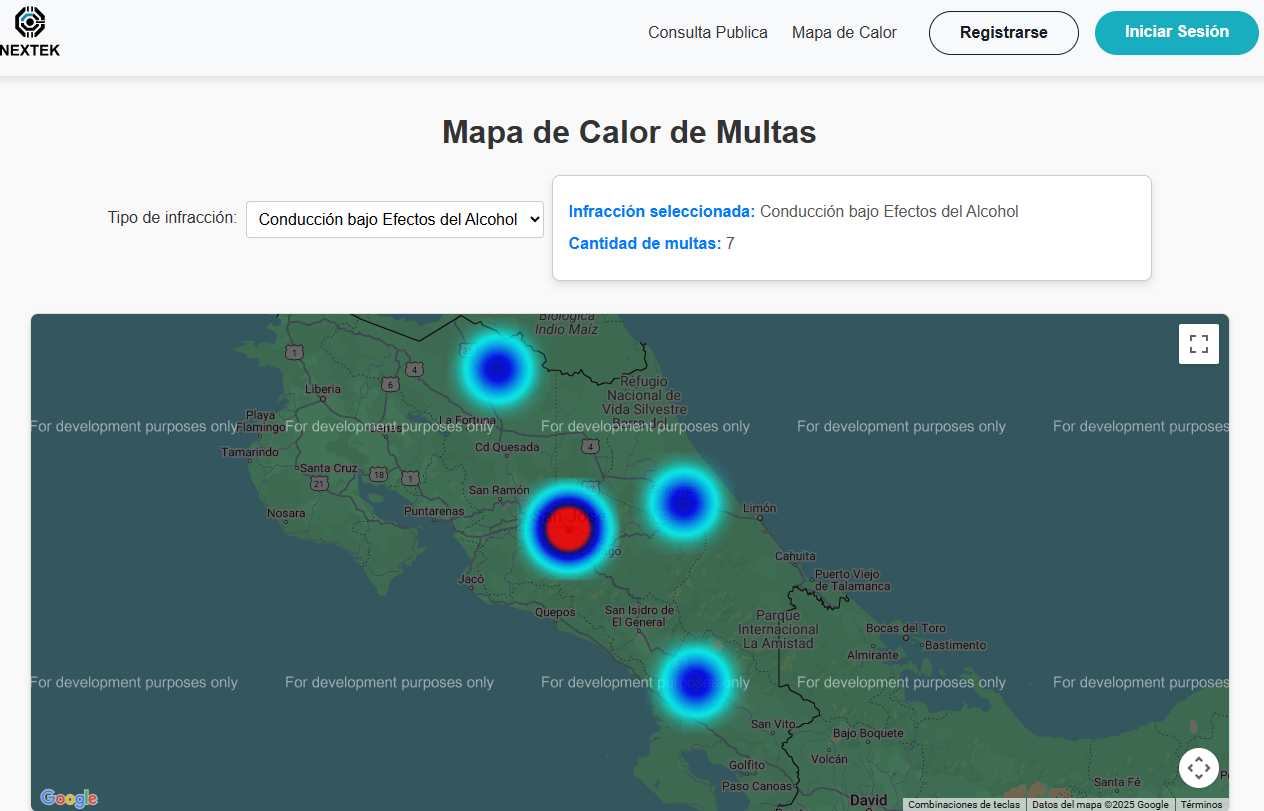 NEXTEK
Consulta Publica
Mapa de Calor
Registrarse
Iniciar Sesión
Mapa de Calor de Multas
Tipo de infracción:
Conducción bajo Efectos del Alcohol
Infracción seleccionada: Conducción bajo Efectos del Alcohol
Cantidad de multas: 7
Biológica
Indio Maíz
1
4
6
Liberia
Refugio
Nacional de
Vida Silvestre
Playa
Flamingo
La Fortuna
For development purposes only
For development purposes only
For development purposes only
For development purposes only
For development purposes
Tamarindo
Cd Quesada
4
Santa Cruz
18
1
21
San Ramón
Nosara
Puntarenas
Limón
San José
Cahuita
Jacó
Puerto Viejo
de Talamanca
Quepos
San Isidro de
El General
Parque
Internacional
La Amistad
Bocas del Toro
Bastimento
Almirante
For development purposes only
For development purposes only
For development purposes only
For development purposes only
For development purposes
San Vito
Bajo Boquete
Volcán
Golfito
Paso Canoas
Santa Fé
David
Google
Combinaciones de teclas
Datos del mapa ©2025 Google
Términos